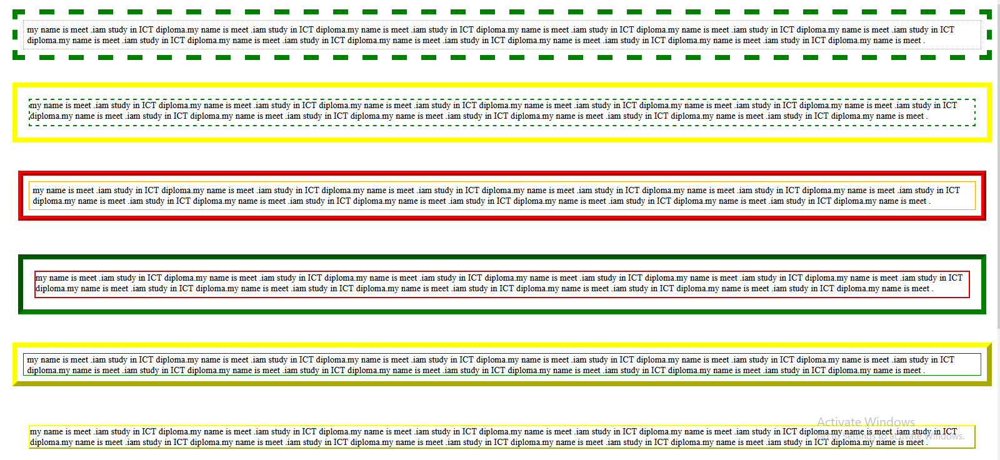 my name is meet .iam study in ICT diploma.my name is meet .iam study in ICT diploma.my name is meet .iam study in ICT diploma.my name is meet .iam study in ICT diploma.my name is meet .iam study in ICT diploma.my name is meet .iam study in ICT
diploma.my name is meet .iam study in ICT diploma.my name is meet .iam study in ICT diploma.my name is meet .iam study in ICT diploma.my name is meet .iam study in ICT diploma.my name is meet .iam study in ICT diploma.my name is meet .
my name is meet .iam study in ICT diploma.my name is meet .iam study in ICT diploma.my name is meet .iam study in ICT diploma.my name is meet .iam study in ICT diploma.my name is meet .iam study in ICT diploma.my name is meet .iam study in ICT
diploma.my name is meet .iam study in ICT diploma.my name is meet .iam study in ICT diploma.my name is meet .iam study in ICT diploma.my name is meet .iam study in ICT diploma.my name is meet .iam study in ICT diploma.my name is meet .
my name is meet .iam study in ICT diploma.my name is meet .iam study in ICT diploma.my name is meet .iam study in ICT diploma.my name is meet .iam study in ICT diploma.my name is meet .iam study in ICT diploma.my name is meet .iam study in ICT
diploma.my name is meet .iam study in ICT diploma.my name is meet .iam study in ICT diploma.my name is meet .iam study in ICT diploma.my name is meet .iam study in ICT diploma.my name is meet .iam study in ICT diploma.my name is meet .
my name is meet .iam study in ICT diploma.my name is meet .iam study in ICT diploma.my name is meet .iam study in ICT diploma.my name is meet .iam study in ICT diploma.my name is meet .iam study in ICT diploma.my name is meet .iam study in ICT
diploma.my name is meet .iam study in ICT diploma.my name is meet .iam study in ICT diploma.my name is meet .iam study in ICT diploma.my name is meet .iam study in ICT diploma.my name is meet .iam study in ICT diploma.my name is meet .
my name is meet .iam study in ICT diploma.my name is meet .iam study in ICT diploma.my name is meet .iam study in ICT diploma.my name is meet .iam study in ICT diploma.my name is meet .iam study in ICT diploma.my name is meet .iam study in ICT
diploma.my name is meet .iam study in ICT diploma.my name is meet .iam study in ICT diploma.my name is meet .iam study in ICT diploma.my name is meet .iam study in ICT diploma.my name is meet .iam study in ICT diploma.my name is meet .
Activate Windows
my name is meet .iam study in ICT diploma.my name is meet .iam study in ICT diploma.my name is meet .iam study in ICT diploma.my name is meet .iam study in ICT diploma.my name is meet .iam study in ICT diploma.my name is meet .iam study in ICT
Go to Settings to activate Windows.
diploma.my name is meet .iam study in ICT diploma.my name is meet .iam study in ICT diploma.my name is meet .iam study in ICT diploma.my name is meet .iam study in ICT diploma.my name is meet .iam study in ICT diploma.my name is meet .